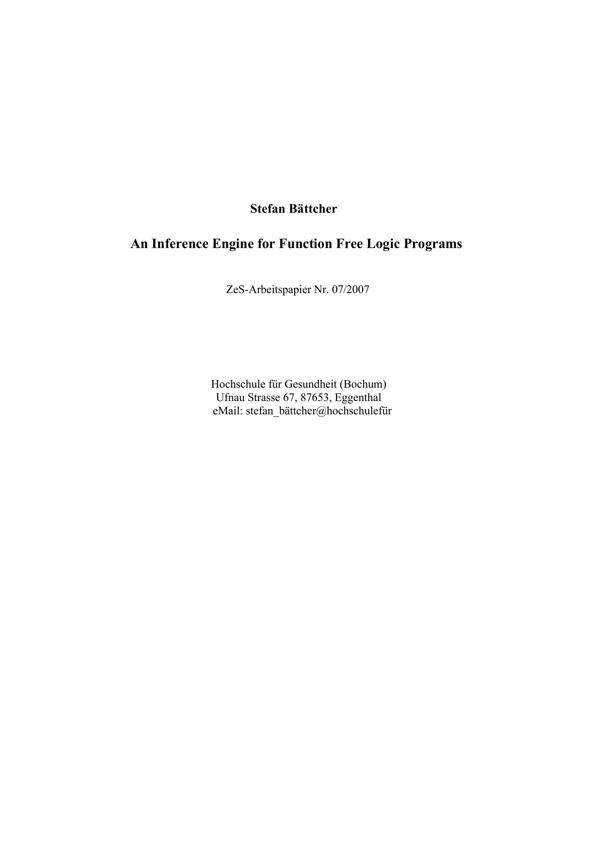 Stefan Bättcher
An Inference Engine for Function Free Logic Programs
ZeS-Arbeitspapier Nr. 07/2007
Hochschule für Gesundheit (Bochum)
Ufnau Strasse 67, 87653, Eggenthal
eMail: stefan_bättcher@hochschulefür